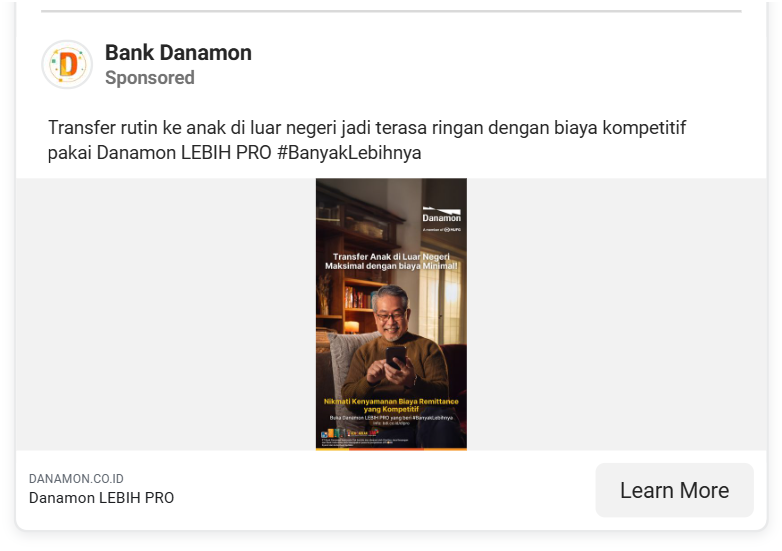 Bank Danamon
Sponsored
Transfer rutin ke anak di luar negeri jadi terasa ringan dengan biaya kompetitif
pakai Danamon LEBIH PRO #BanyakLebihnya
Danamon
A member of MUFG
Transfer Anak di Luar Negeri
Maksimal dengan biaya Minimal!
Nikmati Kenyamanan Biaya Remittance
yang Kompetitif
Buka Danamon LEBIH PRO yang beri #BanyakLebihnya
DANAMON.CO.ID
Danamon LEBIH PRO
Learn More